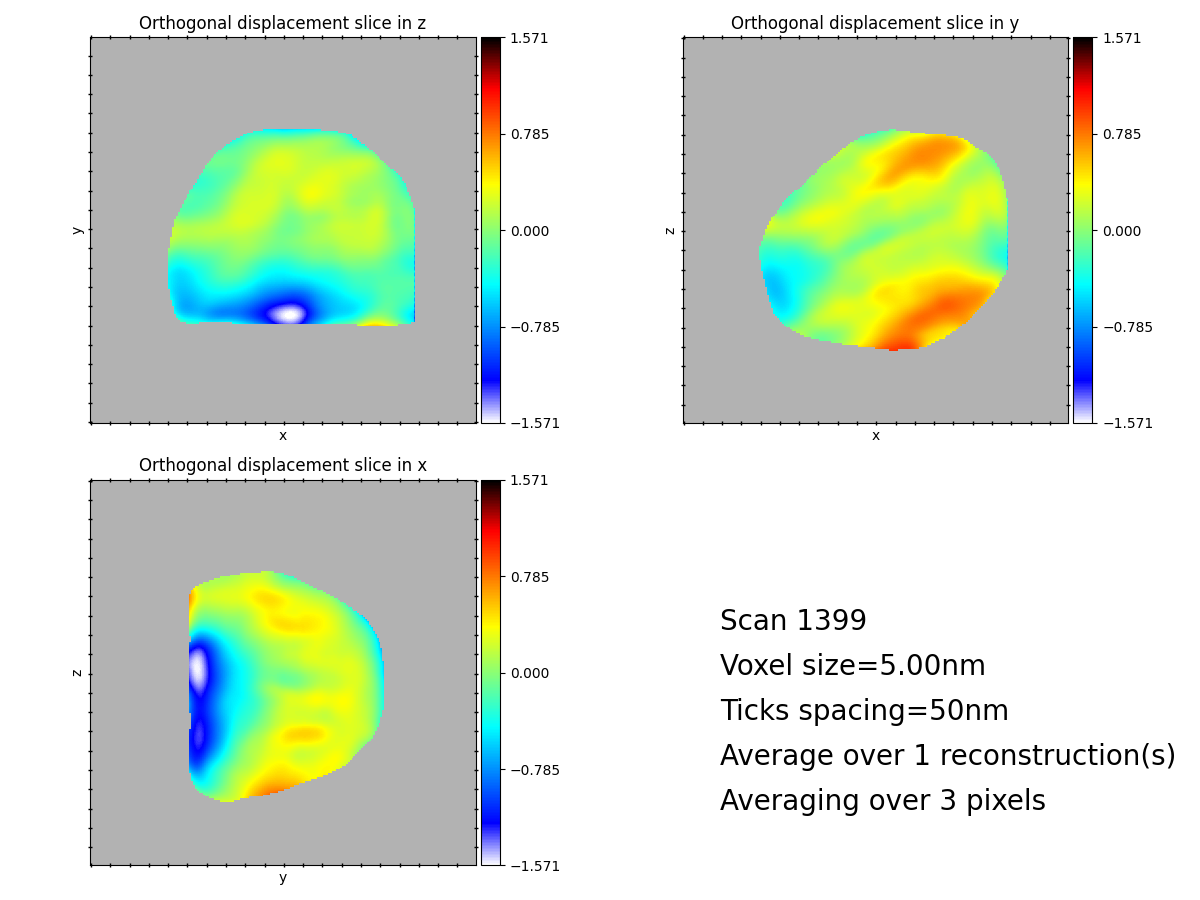 Orthogonal displacement slice in z
1.571
0.785
0.000
−0.785
−1.571
y
x
Orthogonal displacement slice in y
1.571
0.785
0.000
−0.785
−1.571
z
x
Orthogonal displacement slice in x
1.571
0.785
0.000
−0.785
−1.571
z
y
Scan 1399
Voxel size=5.00nm
Ticks spacing=50nm
Average over 1 reconstruction(s)
Averaging over 3 pixels